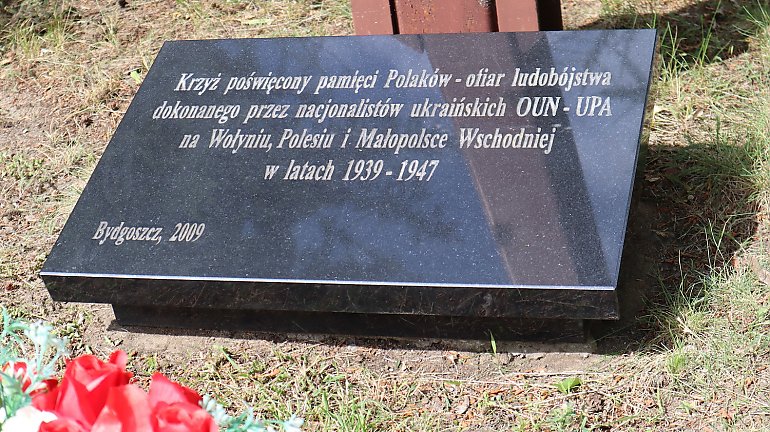 Krzyż poświęcony pamięci Polaków - ofiar ludobójstwa
dokonanego przez nacjonalistów ukraińskich OUN - UPA
na Wołyniu, Polesiu i Małopolsce Wschodniej
w latach 1939 - 1947
Bydgoszcz, 2009